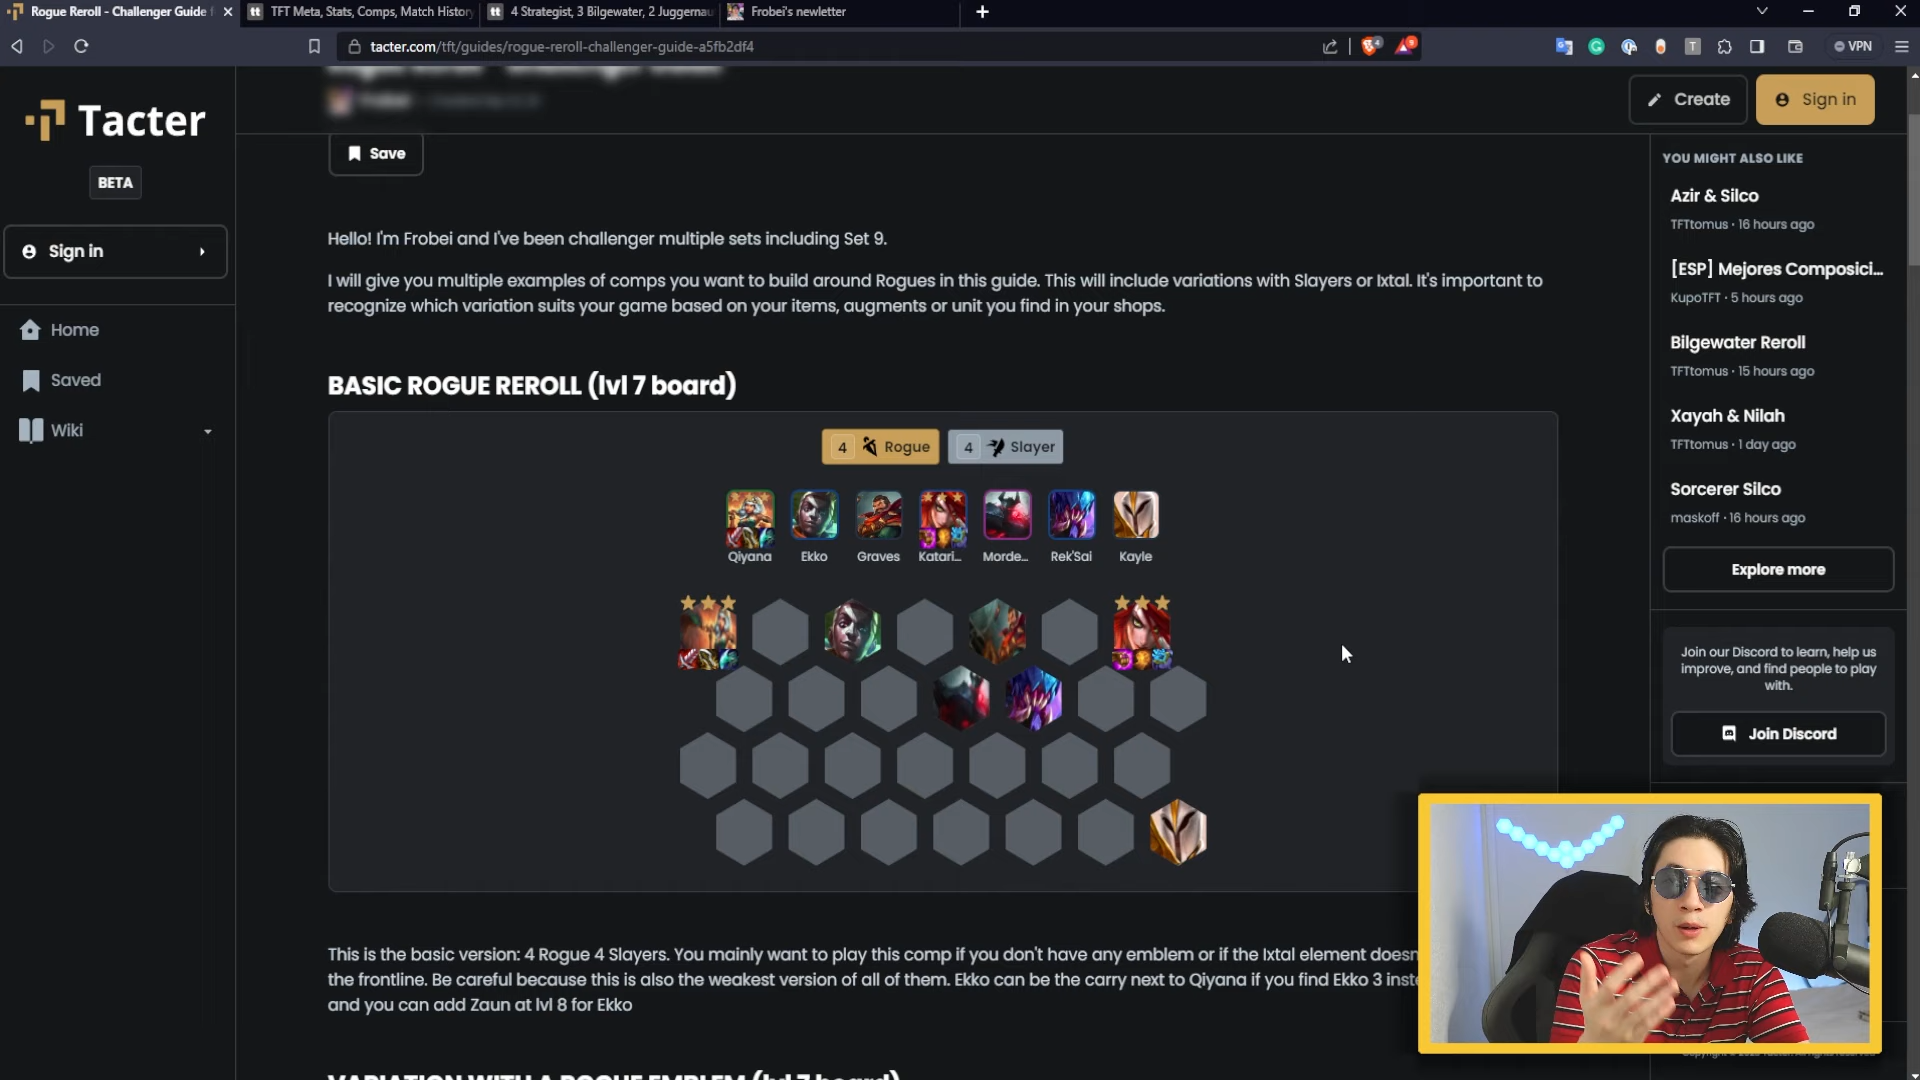 Rogue Reroll - Challenger Guide
TFT Meta, Stats, Comps, Match History
4 Strategist, 3 Bilgewater, 2 Juggernau
Frobei's newletter
tacter.com/tft/guides/rogue-reroll-challenger-guide-a5fb2df4
VPN
Tacter
BETA
Sign in
Home
Saved
Wiki
Create
Sign in
Save
Hello! I'm Frobei and I've been challenger multiple sets including Set 9.
I will give you multiple examples of comps you want to build around Rogues in this guide. This will include variations with Slayers or Ixtal. It's important to
recognize which variation suits your game based on your items, augments or unit you find in your shops.
BASIC ROGUE REROLL (lvl 7 board)
4 Rogue 4 Slayer
Qiyana Ekko Graves Katari... Morde... Rek'Sai Kayle
This is the basic version: 4 Rogue 4 Slayers. You mainly want to play this comp if you don't have any emblem or if the Ixtal element doesn
the frontline. Be careful because this is also the weakest version of all of them. Ekko can be the carry next to Qiyana if you find Ekko 3 inste
and you can add Zaun at lvl 8 for Ekko
VARIATION WITH A ROGUE EMBLEM (lvl 7 board)
YOU MIGHT ALSO LIKE
Azir & Silco
TFTtomus · 16 hours ago
[ESP] Mejores Composici...
KupoTFT · 5 hours ago
Bilgewater Reroll
TFTtomus · 15 hours ago
Xayah & Nilah
TFTtomus · 1 day ago
Sorcerer Silco
maskoff · 16 hours ago
Explore more
Join our Discord to learn, help us
improve, and find people to play
with.
Join Discord